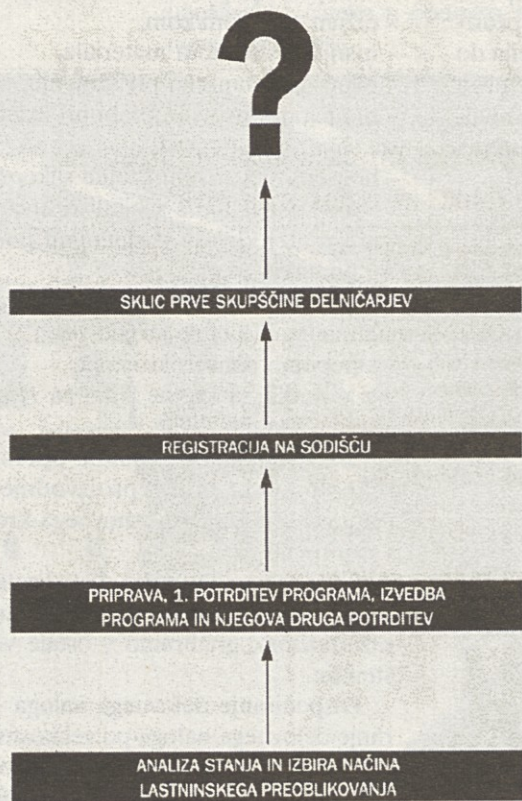 ?
SKLIC PRVE SKUPŠČINE DELNIČARJEV
REGISTRACIJA NA SODIŠČU
PRIPRAVA, 1. POTRDITEV PROGRAMA, IZVEDBA
PROGRAMA IN NJEGOVA DRUGA POTRDITEV
ANALIZA STANJA IN IZBIRA NAČINA
LASTNINSKEGA PREOBLIKOVANJA